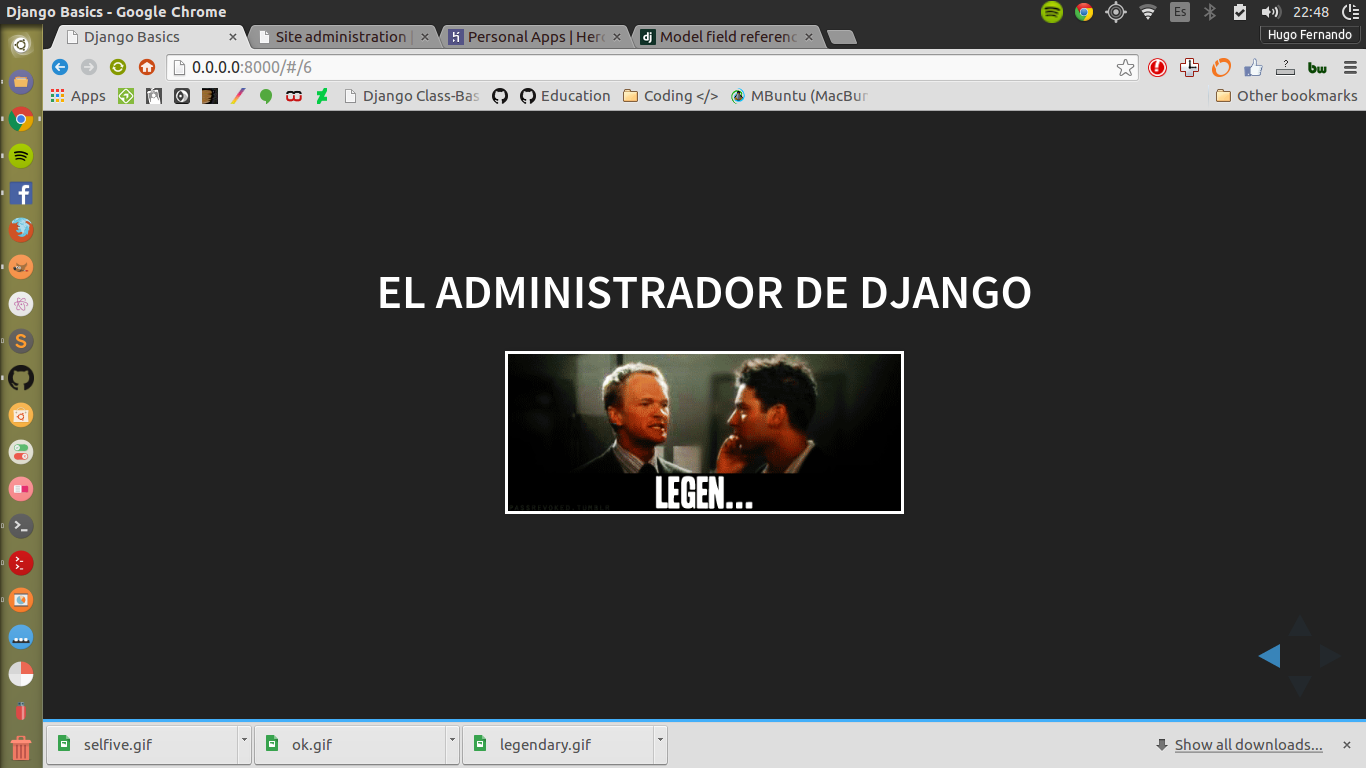 Django Basics - Google Chrome
Es
22:48
Django Basics
Site administration |
Personal Apps | Her
Model field referenc
Hugo Fernando
0.0.0.0:8000/#/6
bw
Apps
Django Class-Bas
Education
Coding </>
MBuntu (MacBur
Other bookmarks
EL ADMINISTRADOR DE DJANGO
LEGEN...
selfive.gif
ok.gif
legendary.gif
Show all downloads...